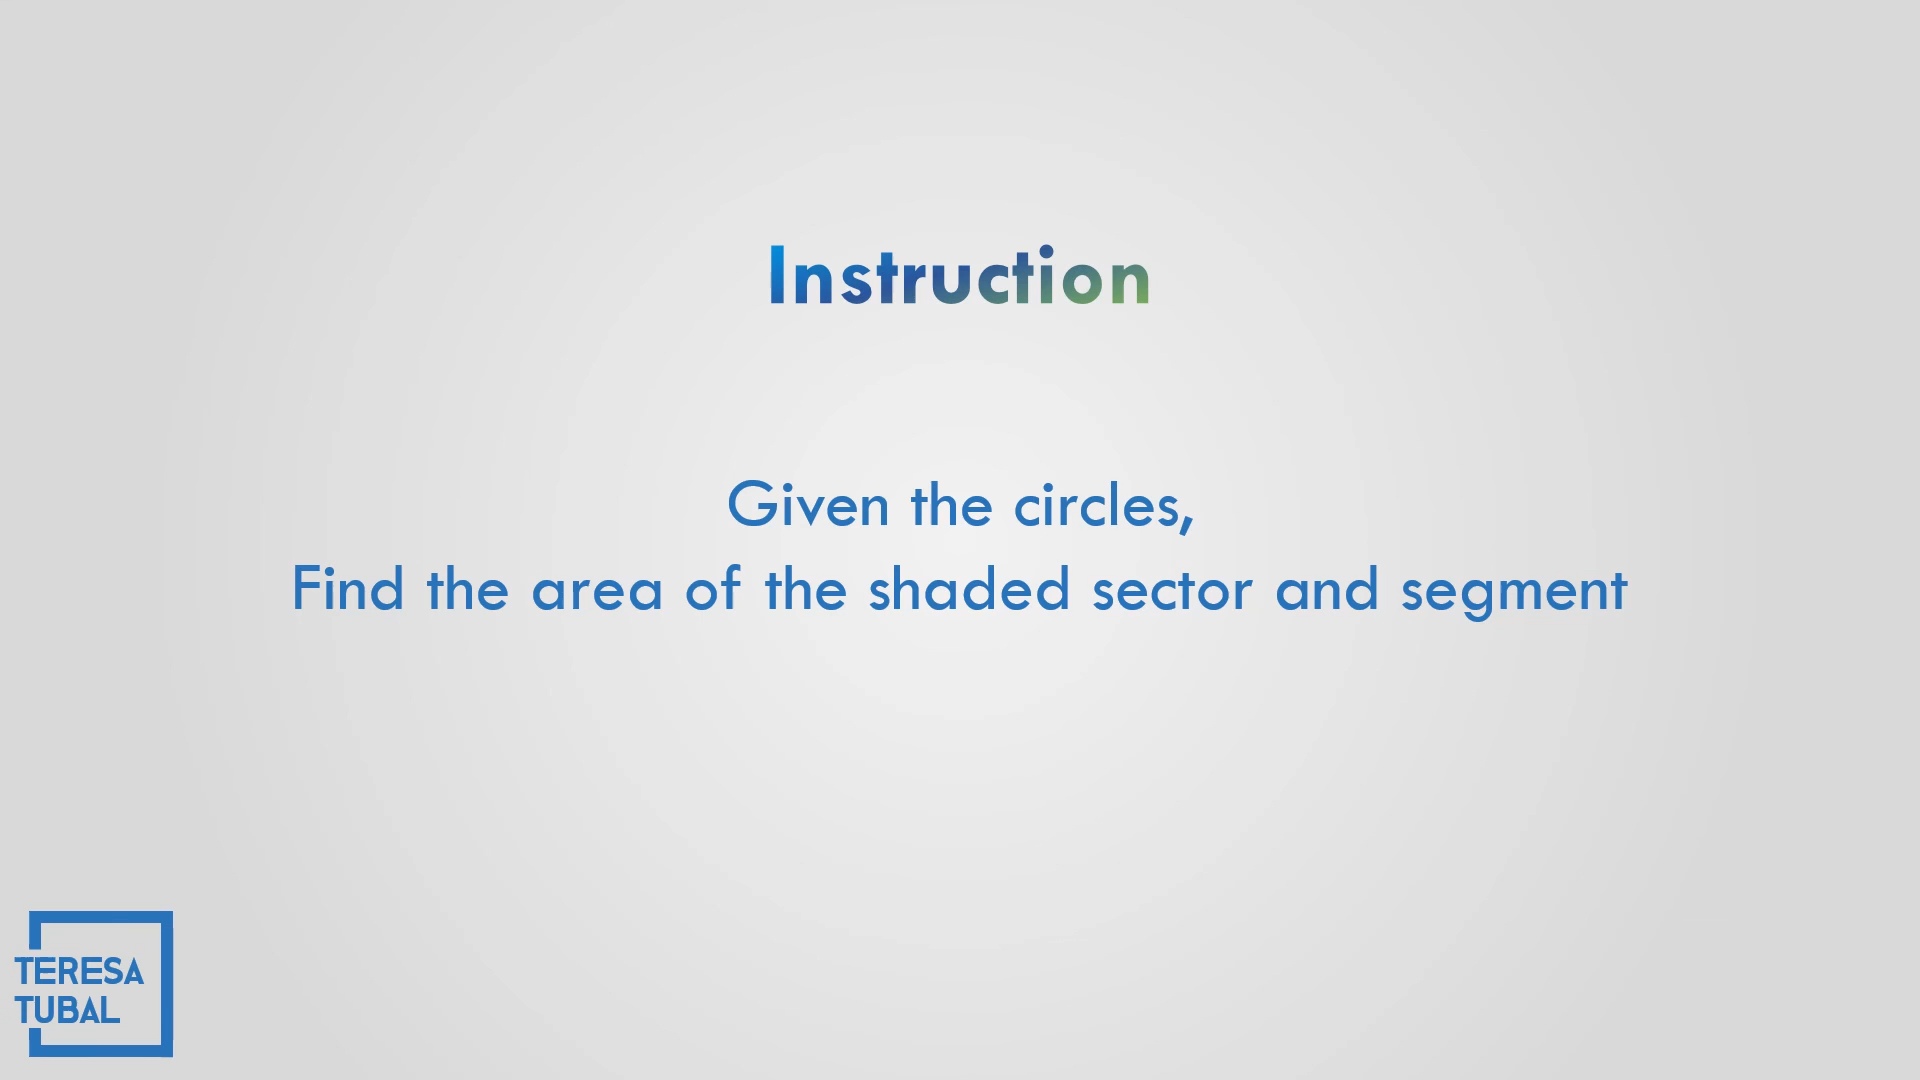 Instruction
Given the circles,
Find the area of the shaded sector and segment
TERESA
TUBAL